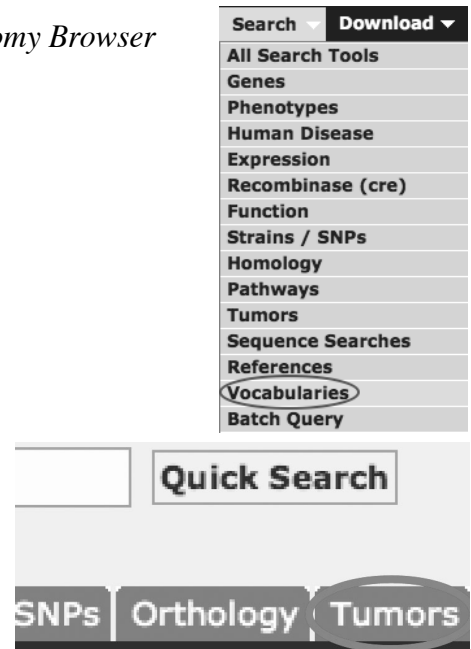 Search Download
omy Browser
All Search Tools
Genes
Phenotypes
Human Disease
Expression
Recombinase (cre)
Function
Strains / SNPs
Homology
Pathways
Tumors
Sequence Searches
References
Vocabularies
Batch Query
Quick Search
SNPs Orthology Tumors